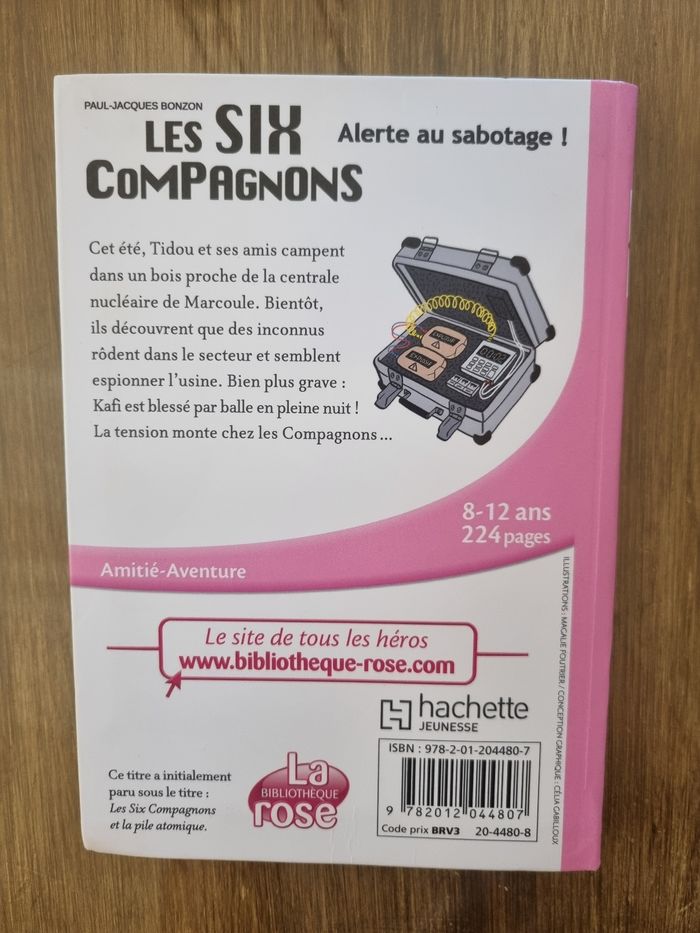 PAUL-JACQUES BONZON
LES SIX
COMPAGNONS
Alerte au sabotage !
Cet été, Tidou et ses amis campent
dans un bois proche de la centrale
nucléaire de Marcoule. Bientôt,
ils découvrent que des inconnus
rôdent dans le secteur et semblent
espionner l'usine. Bien plus grave :
Kafi est blessé par balle en pleine nuit !
La tension monte chez les Compagnons...
8-12 ans
224 pages
Amitié-Aventure
Le site de tous les héros
www.bibliotheque-rose.com
hachette
JEUNESSE
ISBN : 978-2-01-204480-7
9 782012 044807
Code prix BRV3 20-4480-8
Ce titre a initialement
paru sous le titre :
Les Six Compagnons
et la pile atomique.
La
BIBLIOTHÈQUE
rose
ILLUSTRATIONS : MAGALIE FOUTRIER / CONCEPTION GRAPHIQUE : CÉLIA GABILLOUX